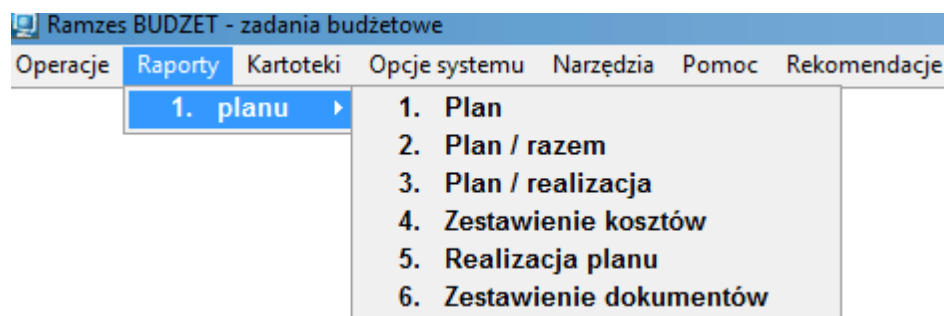 Ramzes BUDZET - zadania budżetowe
Operacje Raporty Kartoteki Opcje systemu Narzędzia Pomoc Rekomendacje
1. planu
1. Plan
2. Plan / razem
3. Plan / realizacja
4. Zestawienie kosztów
5. Realizacja planu
6. Zestawienie dokumentów